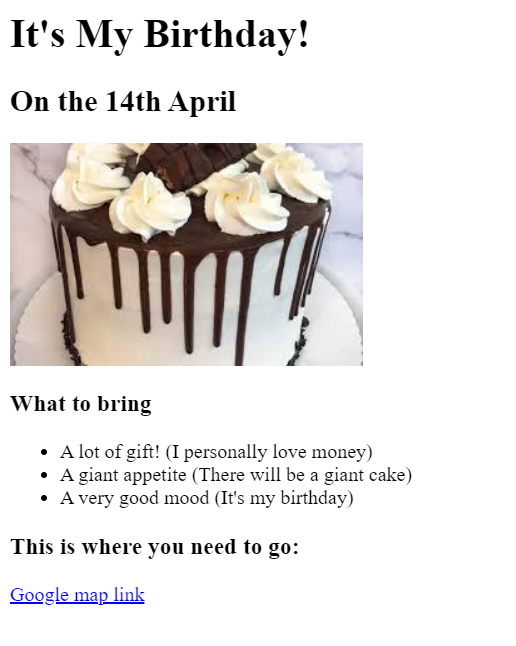 It's My Birthday!
On the 14th April
What to bring
A lot of gift! (I personally love money)
A giant appetite (There will be a giant cake)
A very good mood (It's my birthday)
This is where you need to go:
Google map link